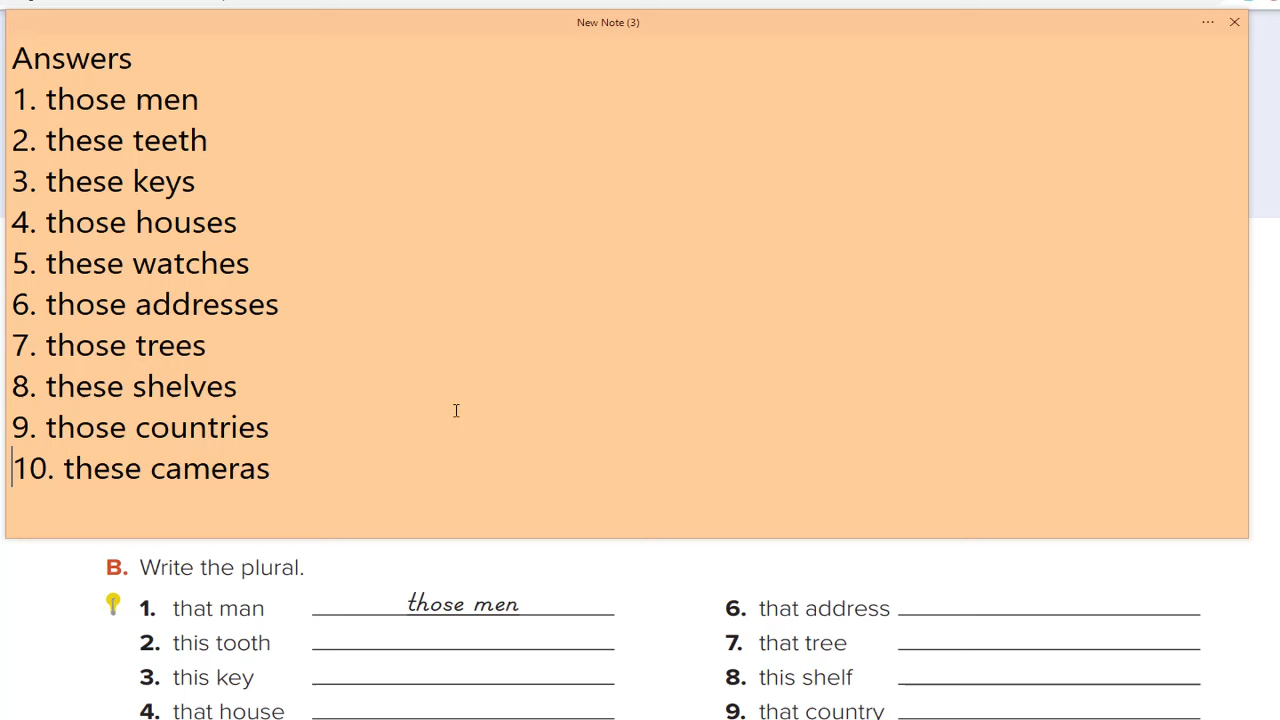 New Note (3)
Answers
1. those men
2. these teeth
3. these keys
4. those houses
5. these watches
6. those addresses
7. those trees
8. these shelves
9. those countries
10. these cameras
B. Write the plural.
1. that man those men
2. this tooth
3. this key
4. that house
6. that address
7. that tree
8. this shelf
9. that country